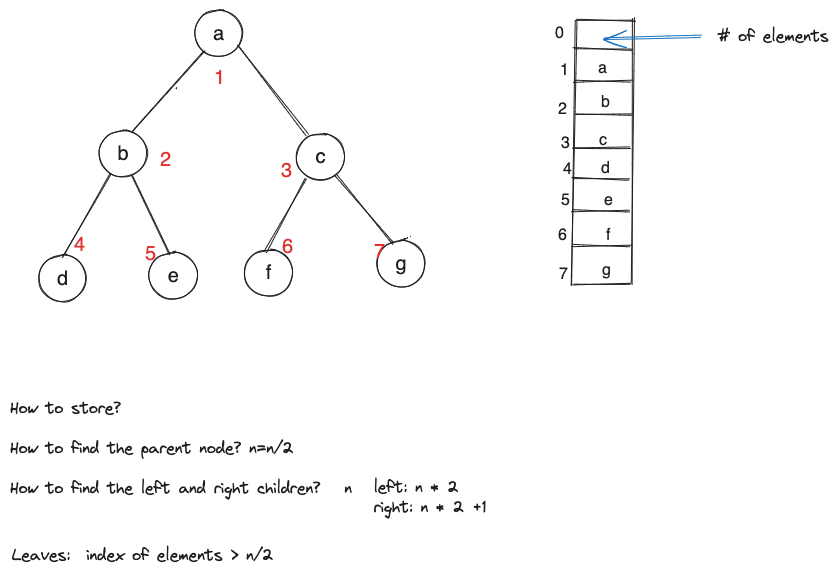 a
1
b
2
c
3
d
4
e
5
f
6
g
7
0
# of elements
1 a
2 b
3 c
4 d
5 e
6 f
7 g
How to store?
How to find the parent node? n=n/2
How to find the left and right children? n left: n * 2
right: n * 2 +1
Leaves: index of elements > n/2